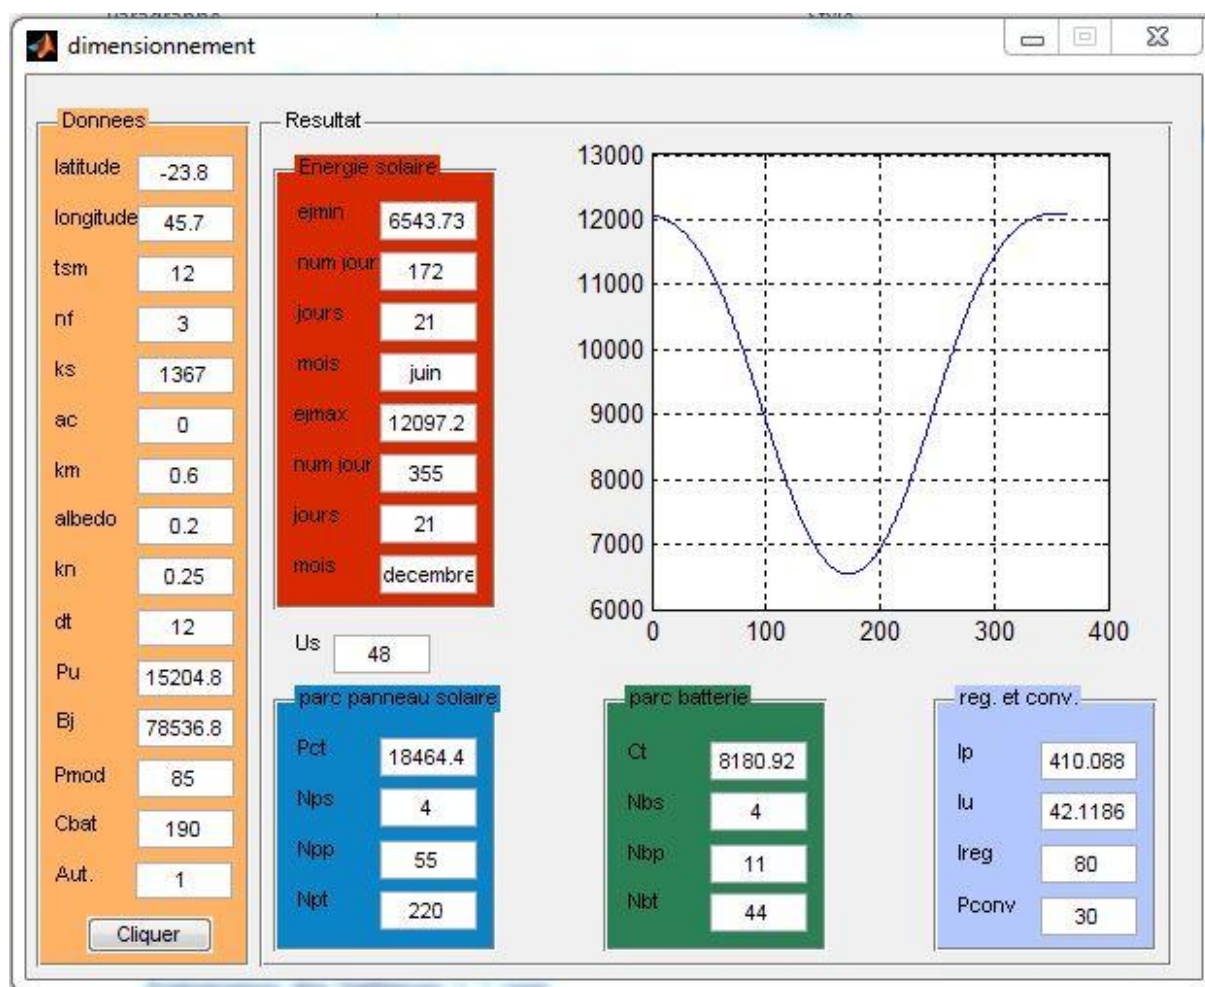 dimensionnement
Donnees
latitude -23.8
longitude 45.7
tsm 12
nf 3
ks 1367
ac 0
km 0.6
albedo 0.2
kn 0.25
dt 12
Pu 15204.8
Bj 78536.8
Pmod 85
Cbat 190
Aut. 1
Cliquer
Resultat
Energie solaire
ejmin 6543.73
num jour 172
jours 21
mois juin
ejmax 12097.2
num jour 355
jours 21
mois decembre
13000
12000
11000
10000
9000
8000
7000
6000
0 100 200 300 400
Us 48
parc panneau solaire
Pct 18464.4
Nps 4
Npp 55
Npt 220
parc batterie
Ct 8180.92
Nbs 4
Nbp 11
Nbt 44
reg. et conv.
Ip 410.088
Iu 42.1186
Ireg 80
Pconv 30